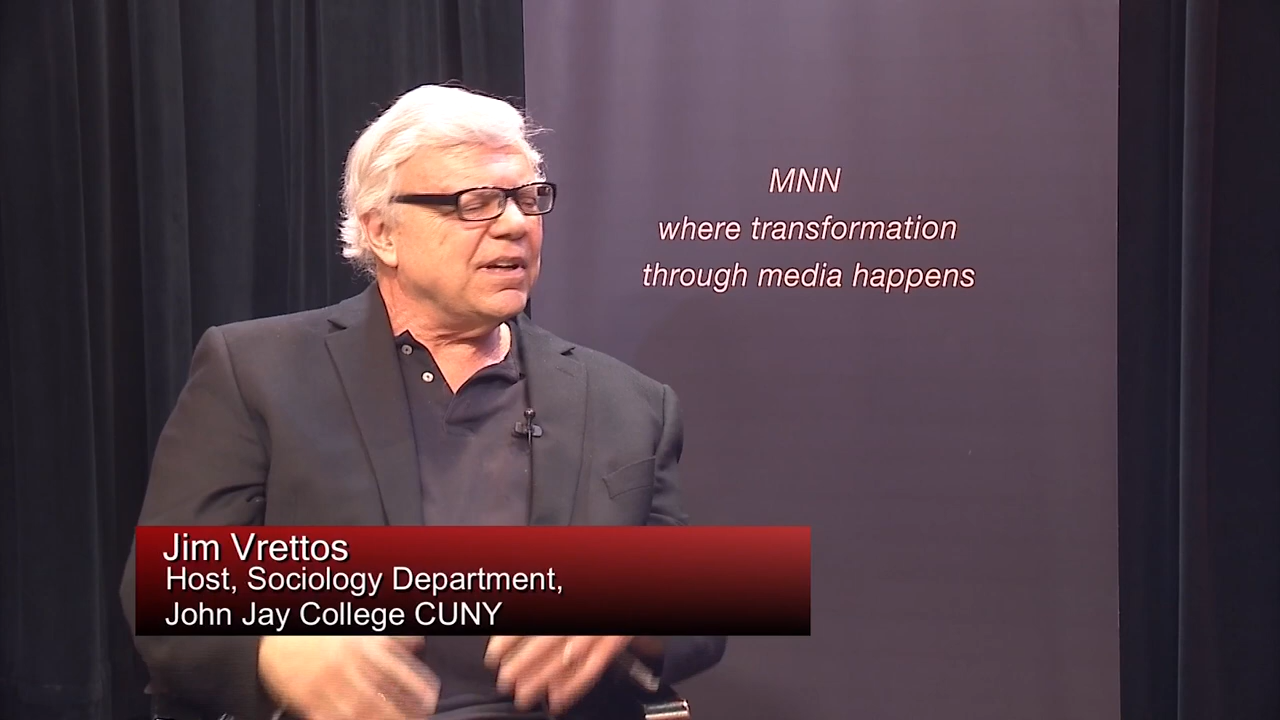 MNN
where transformation
through media happens
Jim Vrettos
Host, Sociology Department,
John Jay College CUNY